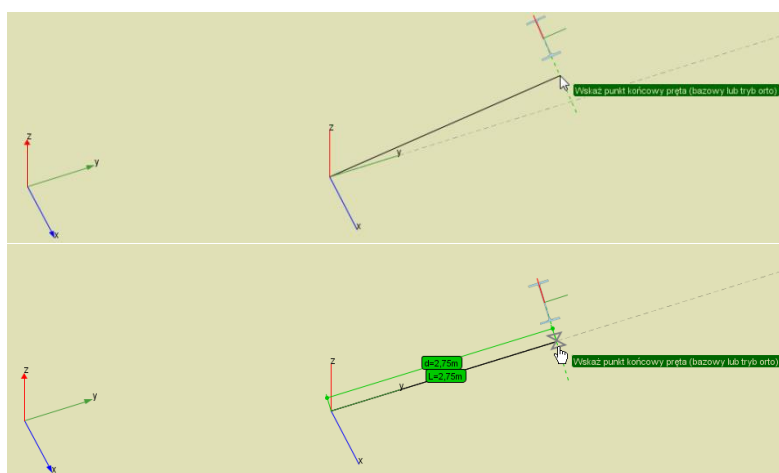 z
y
x
z
y
x
Wskaż punkt końcowy pręta (bazowy lub tryb orto)
z
y
x
z
y
x
d=2,75m
L=2,75m
Wskaż punkt końcowy pręta (bazowy lub tryb orto)